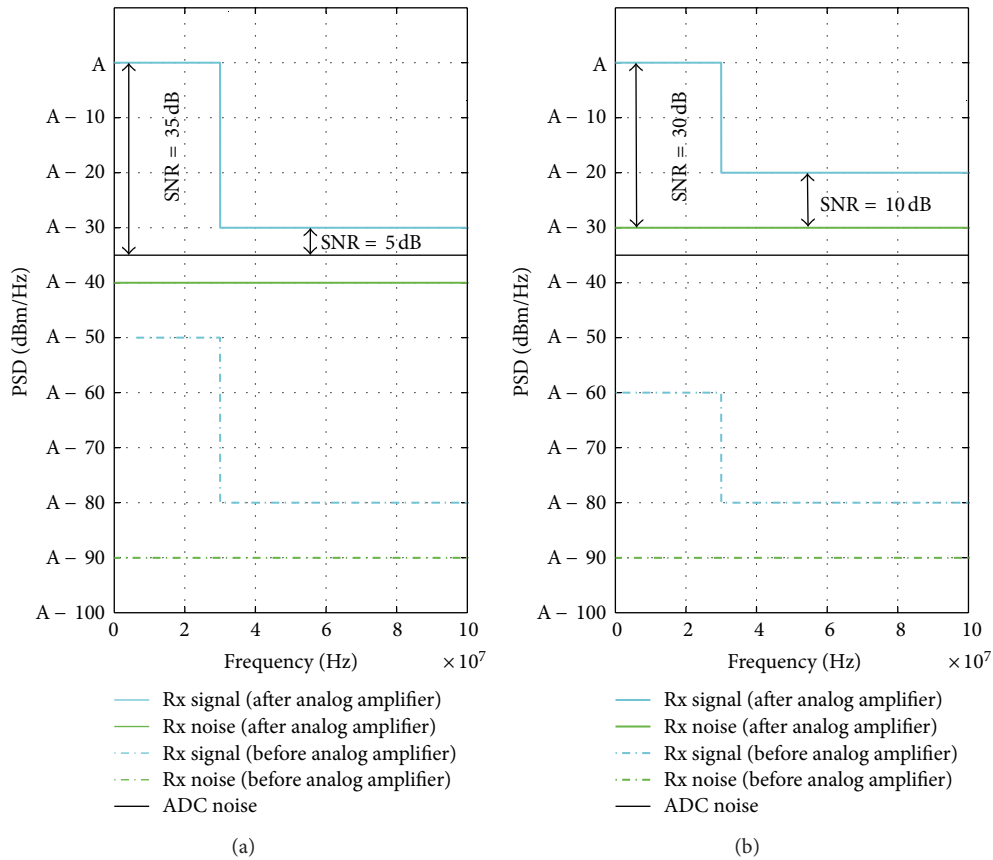 A
A − 10
A − 20
A − 30
A − 40
A − 50
A − 60
A − 70
A − 80
A − 90
A − 100
PSD (dBm/Hz)
SNR = 35 dB
SNR = 5 dB
0 2 4 6 8 10
×10⁷
Frequency (Hz)
Rx signal (after analog amplifier)
Rx noise (after analog amplifier)
Rx signal (before analog amplifier)
Rx noise (before analog amplifier)
ADC noise
(a)
A
A − 10
A − 20
A − 30
A − 40
A − 50
A − 60
A − 70
A − 80
A − 90
A − 100
PSD (dBm/Hz)
SNR = 30 dB
SNR = 10 dB
0 2 4 6 8 10
×10⁷
Frequency (Hz)
Rx signal (after analog amplifier)
Rx noise (after analog amplifier)
Rx signal (before analog amplifier)
Rx noise (before analog amplifier)
ADC noise
(b)